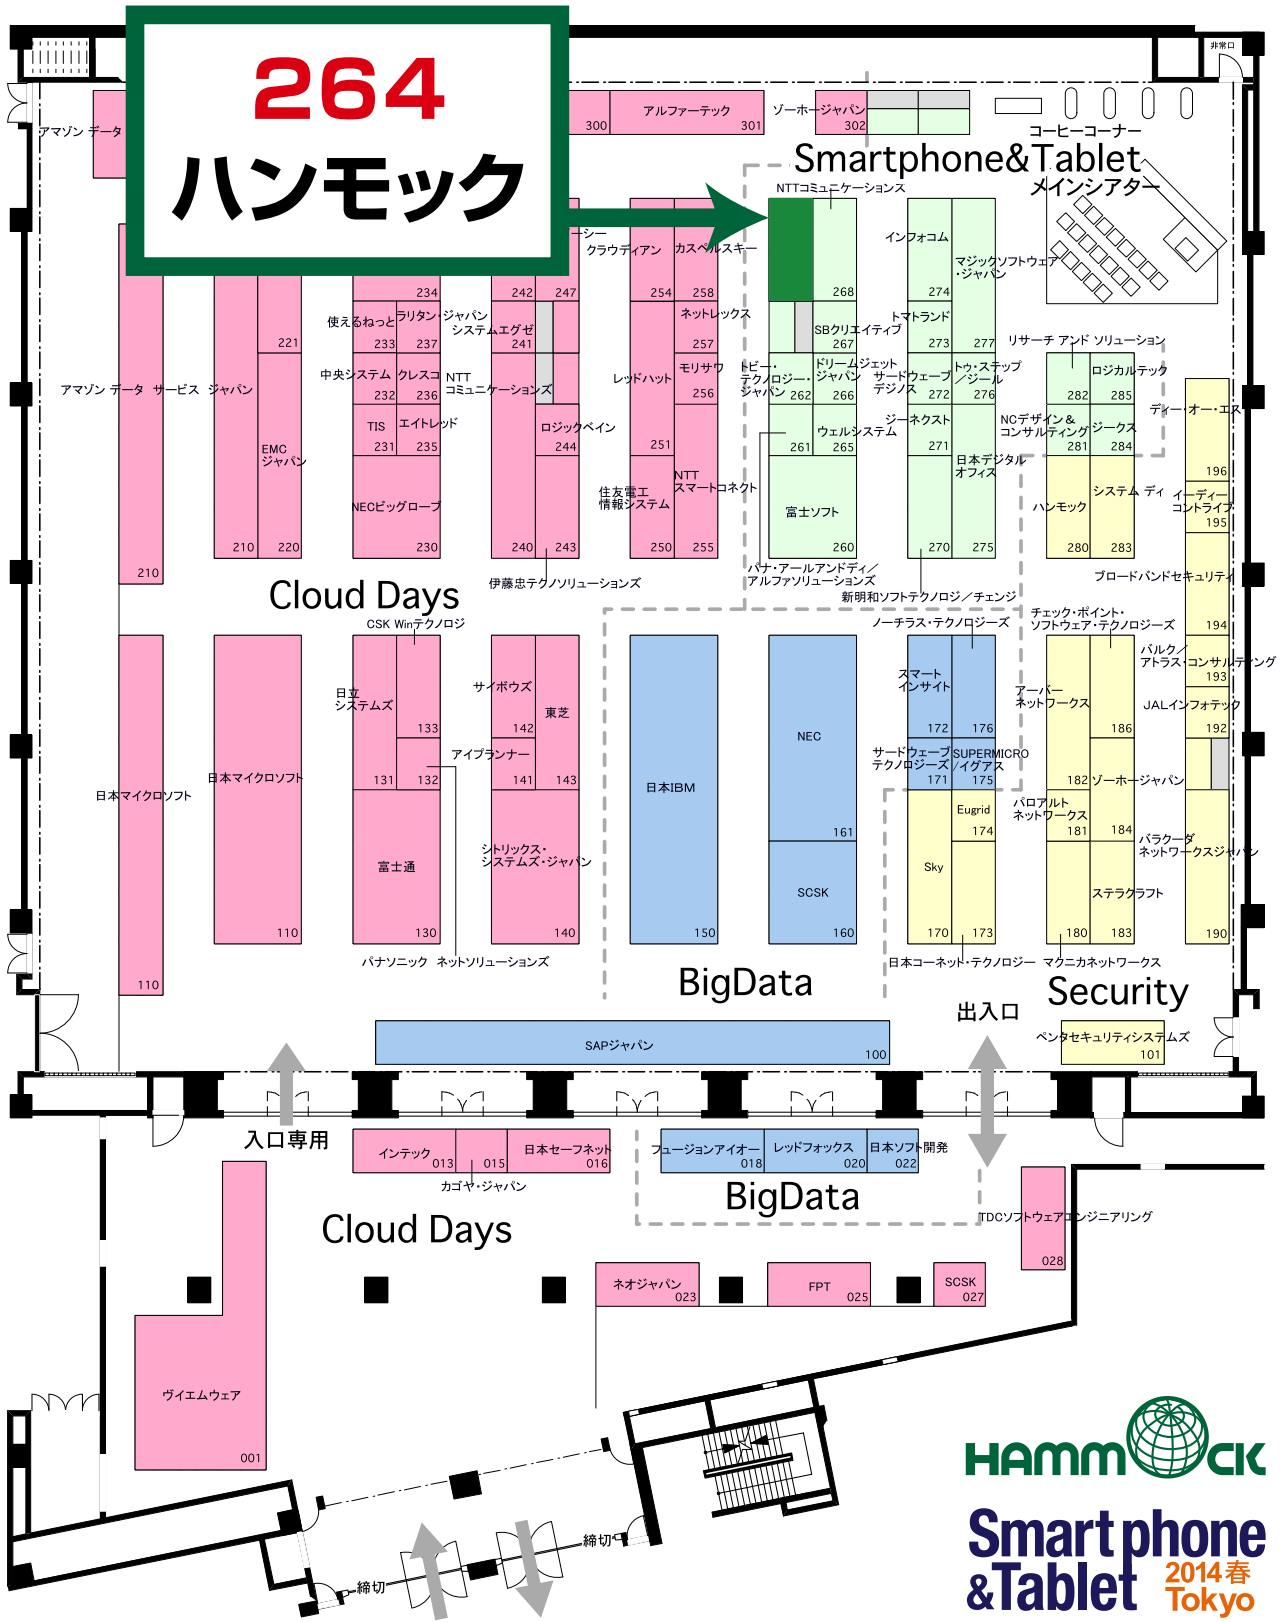 264
ハンモック
非常口
アマゾン データ
300
アルファーテック
301
ゾーホージャパン
302
コーヒーコーナー
Smartphone&Tablet
メインシアター
NTTコミュニケーションズ
ーシー
クラウディアン
カスペルスキー
インフォコム
マジックソフトウェア
・ジャパン
234
242
247
254
258
268
274
使えるねっと
233
ラリタン・ジャパン
237
システムエグゼ
241
ネットレックス
257
SBクリエイティブ
267
トマトランド
273
277
リサーチ アンド ソリューション
221
アマゾン データ サービス ジャパン
中央システム
232
クレスコ
236
NTT
コミュニケーションズ
レッドハット
モリサワ
256
トビー・
テクノロジー・
ジャパン
262
ドリームジェット
ジャパン
266
サードウェーブ
デジノス
272
トゥ・ステップ
／ジール
276
282
ロジカルテック
285
ディー・オー・エス
TIS
231
エイトレッド
235
ロジックベイン
244
251
261
ウェルシステム
265
ジーネクスト
271
NCデザイン＆
コンサルティング
281
ジークス
284
EMC
ジャパン
NECビッグローブ
住友電工
情報システム
NTT
スマートコネクト
富士ソフト
日本デジタル
オフィス
ハンモック
システム ディ
196
イーディー
コントライブ
195
210
210
220
230
240
243
250
255
260
270
275
280
283
ブロードバンドセキュリティ
194
伊藤忠テクノソリューションズ
パナ・アールアンドディ／
アルファソリューションズ
新明和ソフトテクノロジ／チェンジ
Cloud Days
CSK Winテクノロジ
ノーチラス・テクノロジーズ
チェック・ポイント・
ソフトウェア・テクノロジーズ
バルク／
アトラス・コンサルティング
193
日立
システムズ
133
サイボウズ
142
東芝
NEC
スマート
インサイト
172
176
アーバー
ネットワークス
186
JALインフォテック
192
日本マイクロソフト
日本マイクロソフト
131
132
アイプランナー
141
143
日本IBM
サードウェーブ
テクノロジーズ
171
SUPERMICRO
／イグアス
175
182
ゾーホージャパン
161
Eugrid
174
パロアルト
ネットワークス
181
184
バラクーダ
ネットワークスジャパン
富士通
シトリックス・
システムズ・ジャパン
SCSK
Sky
ステラクラフト
110
110
130
140
150
160
170
173
180
183
190
パナソニック ネットソリューションズ
日本コーネット・テクノロジー
マクニカネットワークス
BigData
Security
出入口
SAPジャパン
100
ペンタセキュリティシステムズ
101
入口専用
インテック
013
015
日本セーフネット
016
カゴヤ・ジャパン
フュージョンアイオー
018
レッドフォックス
020
日本ソフト開発
022
BigData
Cloud Days
TDCソフトウェアエンジニアリング
028
ネオジャパン
023
FPT
025
SCSK
027
ヴイエムウェア
001
締切
締切
HAMMOCK
Smartphone
&Tablet
2014春
Tokyo